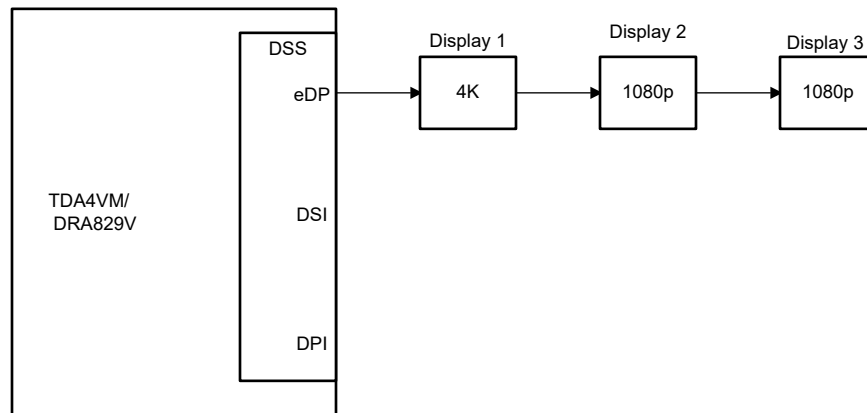 DSS
eDP
DSI
DPI
TDA4VM/
DRA829V
Display 1
4K
Display 2
1080p
Display 3
1080p